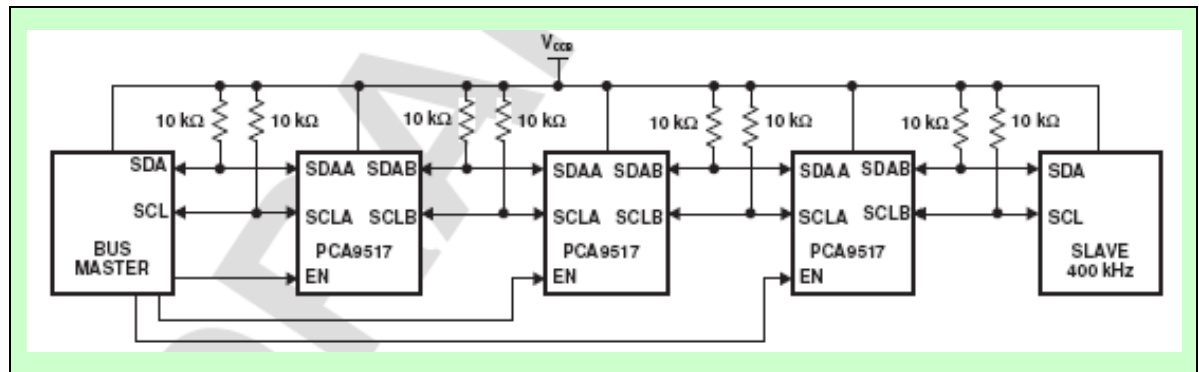 VCCB
10 kΩ 10 kΩ 10 kΩ 10 kΩ 10 kΩ 10 kΩ 10 kΩ 10 kΩ
SDA SDAA SDAB SDAA SDAB SDAA SDAB SDA
SCL SCLA SCLB SCLA SCLB SCLA SCLB SCL
BUS MASTER
PCA9517 PCA9517 PCA9517
SLAVE
400 kHz
EN EN EN